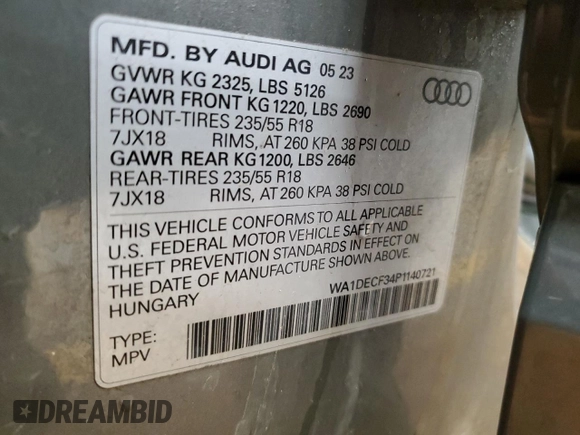 MFD. BY AUDI AG 05 23
GVWR KG 2325, LBS 5126
GAWR FRONT KG 1220, LBS 2690
FRONT-TIRES 235/55 R18
7JX18 RIMS, AT 260 KPA 38 PSI COLD
GAWR REAR KG 1200, LBS 2646
REAR-TIRES 235/55 R18
7JX18 RIMS, AT 260 KPA 38 PSI COLD
THIS VEHICLE CONFORMS TO ALL APPLICABLE
U.S. FEDERAL MOTOR VEHICLE SAFETY AND
THEFT PREVENTION STANDARDS IN EFFECT ON
THE DATE OF MANUFACTURE SHOWN ABOVE.
HUNGARY
WA1DECF34P1140721
TYPE:
MPV
DREAMBID